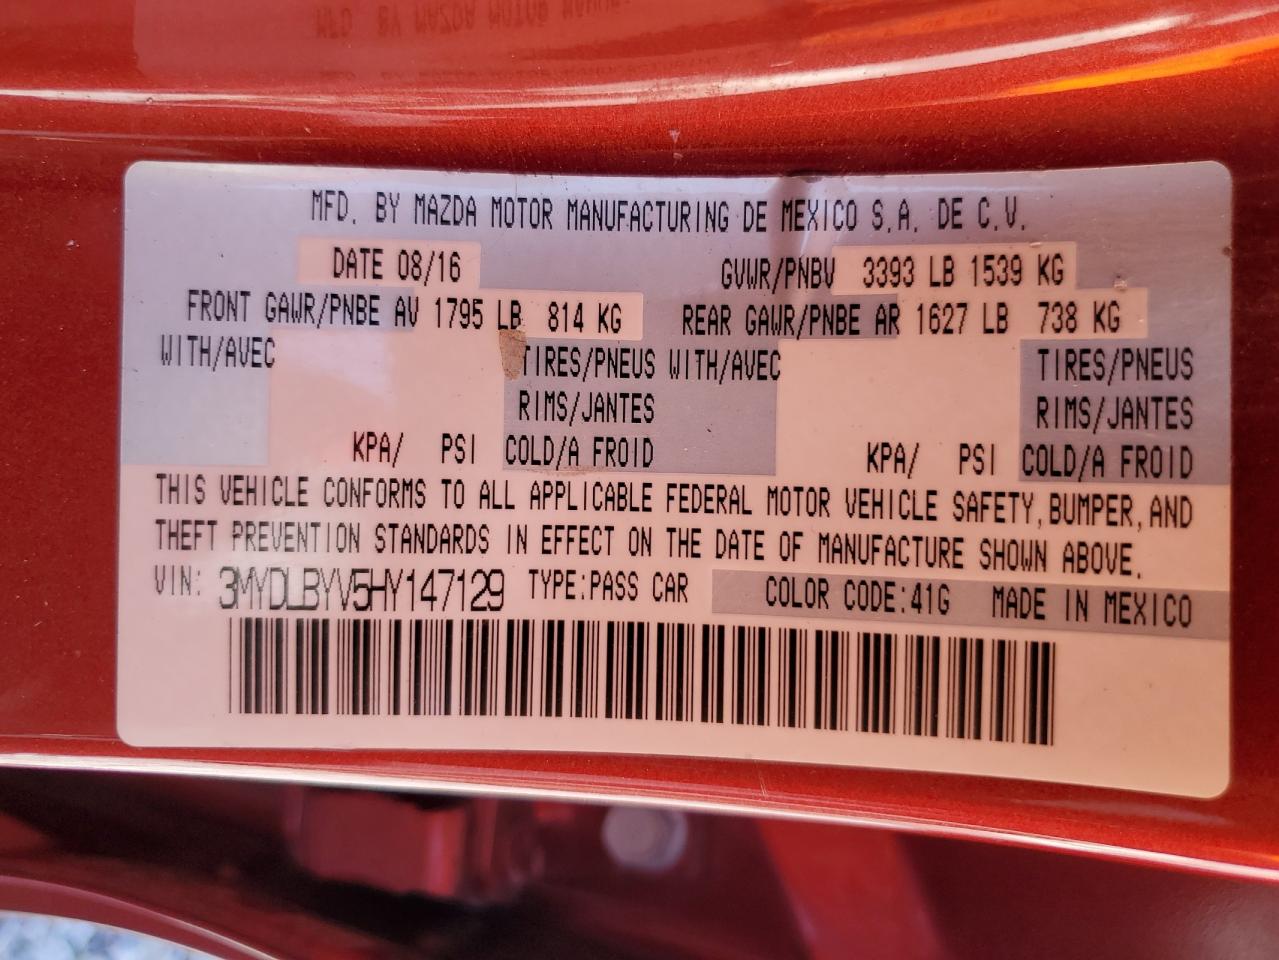 MFD. BY MAZDA MOTOR MANUFACTURING DE MEXICO S.A. DE C.V.
DATE 08/16 GVWR/PNBV 3393 LB 1539 KG
FRONT GAWR/PNBE AV 1795 LB 814 KG REAR GAWR/PNBE AR 1627 LB 738 KG
WITH/AVEC TIRES/PNEUS WITH/AVEC TIRES/PNEUS
RIMS/JANTES RIMS/JANTES
KPA/ PSI COLD/A FROID KPA/ PSI COLD/A FROID
THIS VEHICLE CONFORMS TO ALL APPLICABLE FEDERAL MOTOR VEHICLE SAFETY, BUMPER, AND
THEFT PREVENTION STANDARDS IN EFFECT ON THE DATE OF MANUFACTURE SHOWN ABOVE.
VIN: 3MYDLBYV5HY147129 TYPE:PASS CAR COLOR CODE:41G MADE IN MEXICO